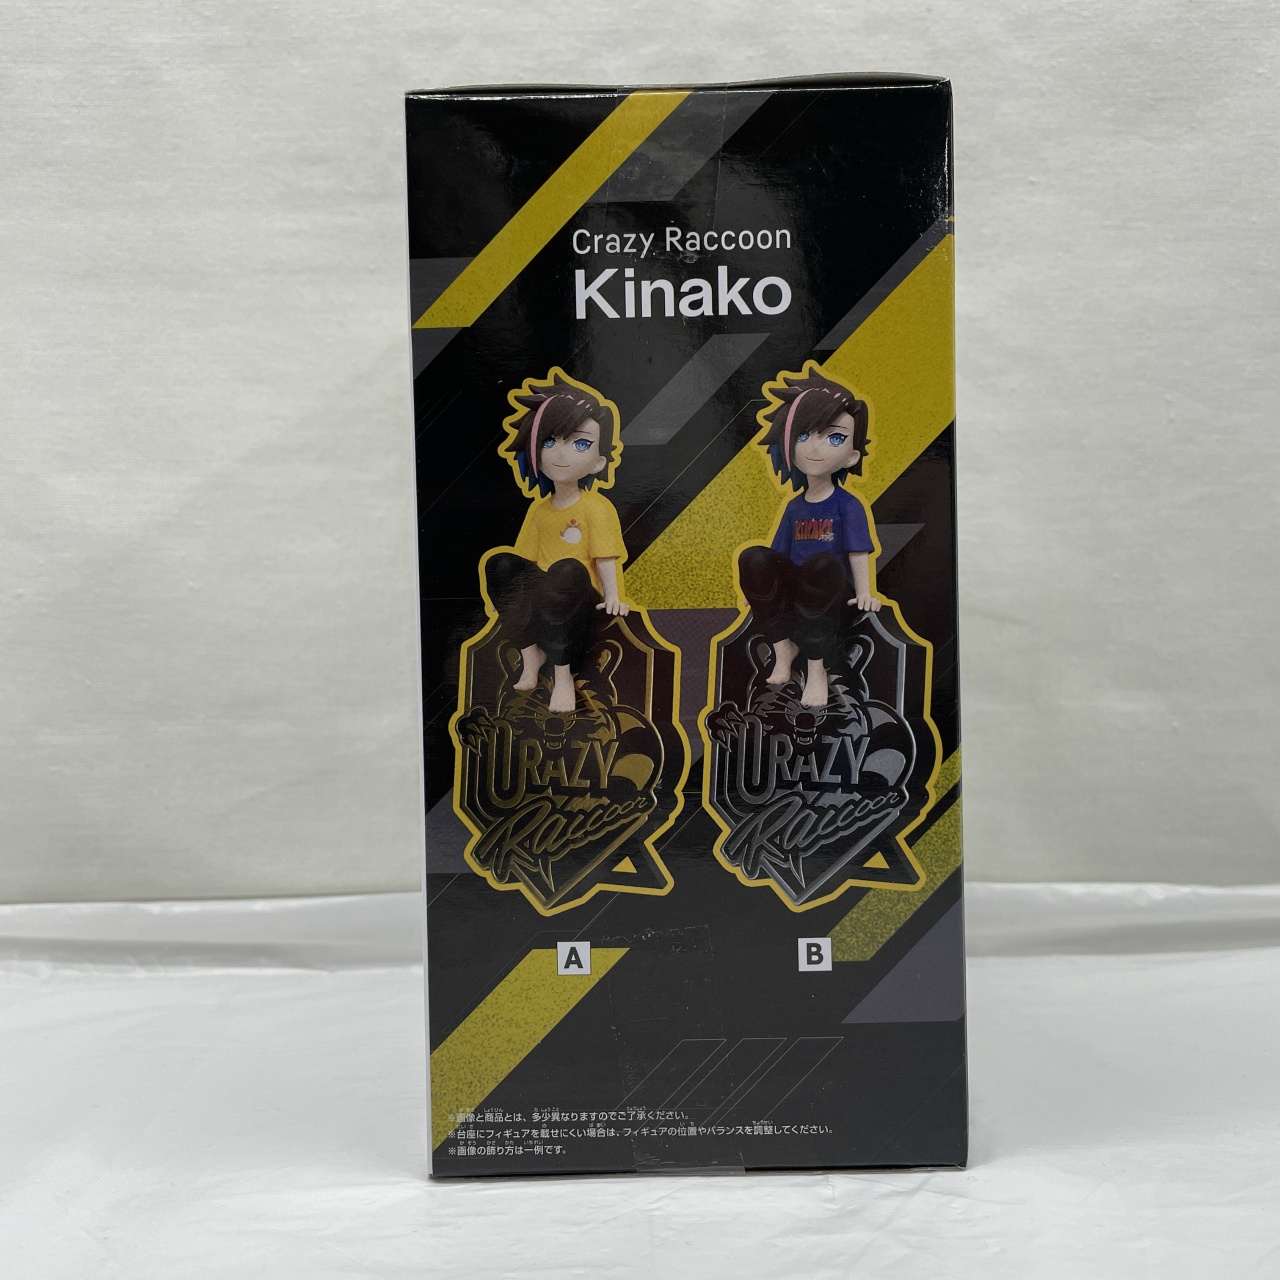 Crazy Raccoon
Kinako
KINAKO
CRAZY
Raccoon
CRAZY
Raccoon
A
B
※画像と商品とは、多少異なりますのでご了承ください。
※台座にフィギュアを載せにくい場合は、フィギュアの位置やバランスを調整してください。
※画像の飾り方は一例です。